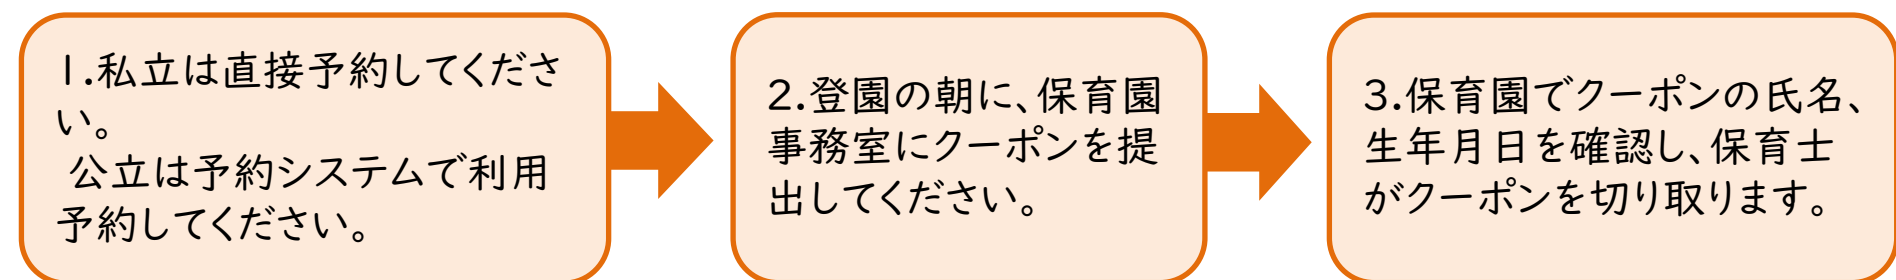 1.私立は直接予約してくださ
い。
公立は予約システムで利用
予約してください。
2.登園の朝に、保育園
事務室にクーポンを提
出してください。
3.保育園でクーポンの氏名、
生年月日を確認し、保育士
がクーポンを切り取ります。